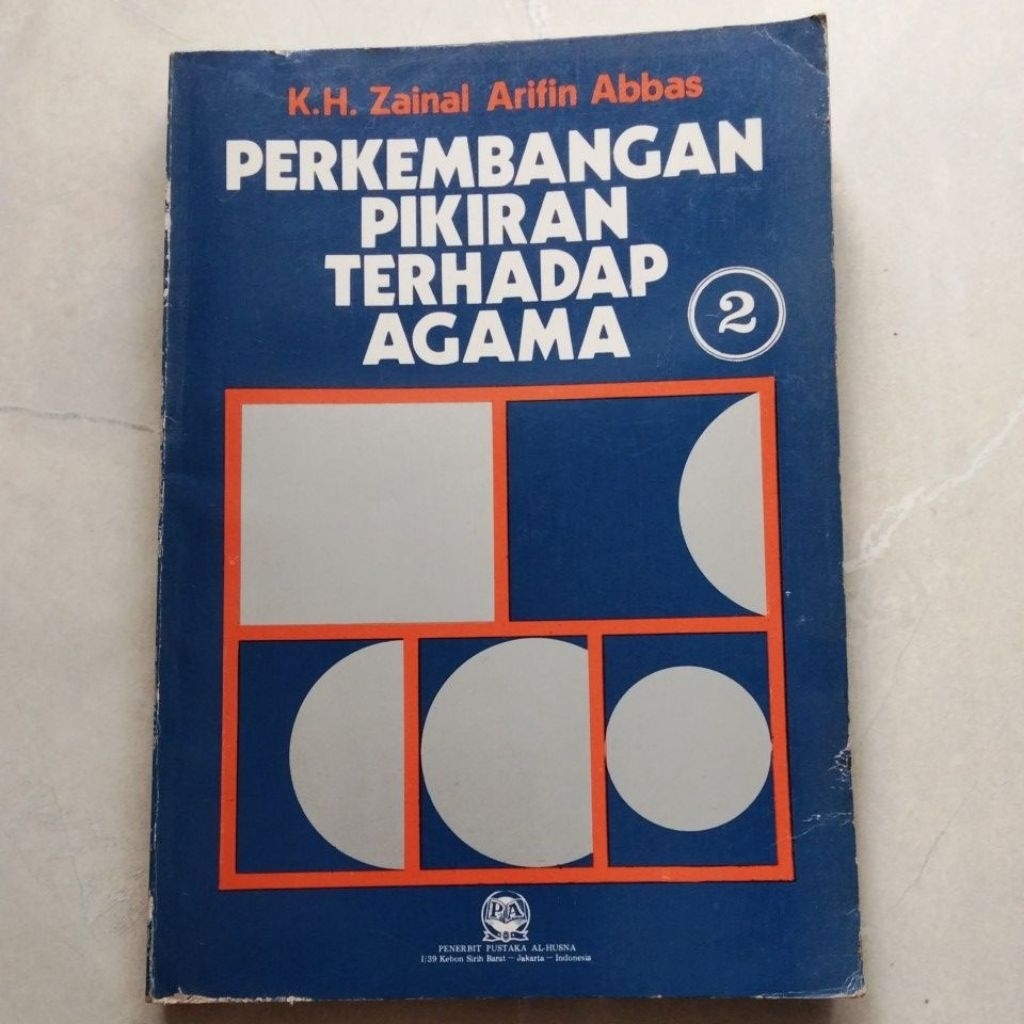 K.H. Zainal Arifin Abbas
PERKEMBANGAN
PIKIRAN
TERHADAP
AGAMA
2
PA
PENERBIT PUSTAKA AL-HUSNA
I/39 Kebon Sirih Barat — Jakarta — Indonesia